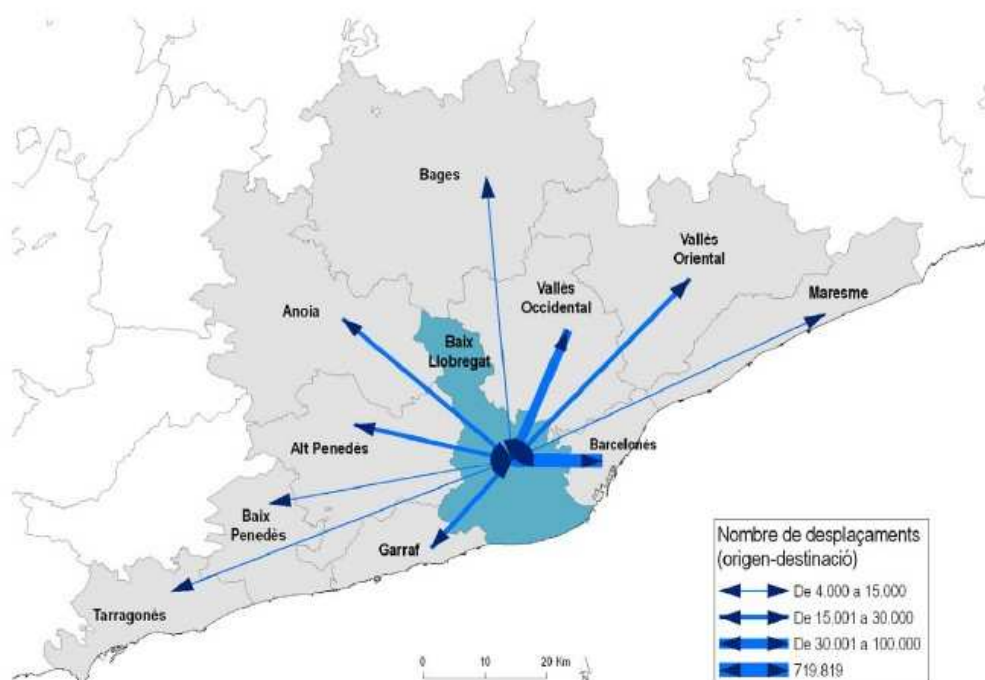 Bages
Vallès
Oriental
Vallès
Occidental
Maresme
Anoia
Baix
Llobregat
Alt Penedès
Barcelonès
Baix
Penedès
Garraf
Tarragonès
Nombre de desplaçaments
(origen-destinació)
De 4.000 a 15.000
De 15.001 a 30.000
De 30.001 a 100.000
719.819
0 10 20 Km